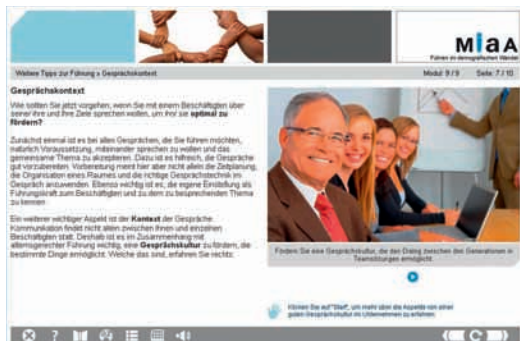 MiaA
Führen im demografischen Wandel
Weitere Tipps zur Führung » Gesprächskontext
Modul: 9 / 9 Seite: 7 / 10
Gesprächskontext
Wie sollten Sie jetzt vorgehen, wenn Sie mit einem Beschäftigten über
seiner/ihre und ihre Ziele sprechen wollen, um ihn/ sie optimal zu
fördern?
Zunächst einmal ist es bei allen Gesprächen, die Sie führen möchten,
natürlich Voraussetzung, miteinander sprechen zu wollen und das
gemeinsame Thema zu akzeptieren. Dazu ist hilfreich, die Gespräche
gut vorzubereiten. Vorbereitung meint hier aber nicht allein die Zeitplanung,
die Organisation eines Raumes und die richtige Gesprächstechnik im
Gespräch anzuwenden. Ebenso wichtig ist es, die eigene Einstellung als
Führungskraft zum Beschäftigten und zu dem zu besprechenden Thema
zu kennen.
Ein weiterer wichtiger Aspekt ist der Kontext der Gespräche.
Kommunikation findet nicht allein zwischen Ihnen und einzelnen
Beschäftigten statt. Deshalb ist es im Zusammenhang mit
alternsgerechter Führung wichtig, eine Gesprächskultur zu fördern, die
bestimmte Dinge ermöglicht. Welche das sind, erfahren Sie rechts:
Fördern Sie eine Gesprächskultur, die den Dialog zwischen den Generationen in
Teamsitzungen ermöglicht.
Klicken Sie auf "Start", um mehr über die Aspekte von einer
guten Gesprächskultur im Unternehmen zu erfahren.